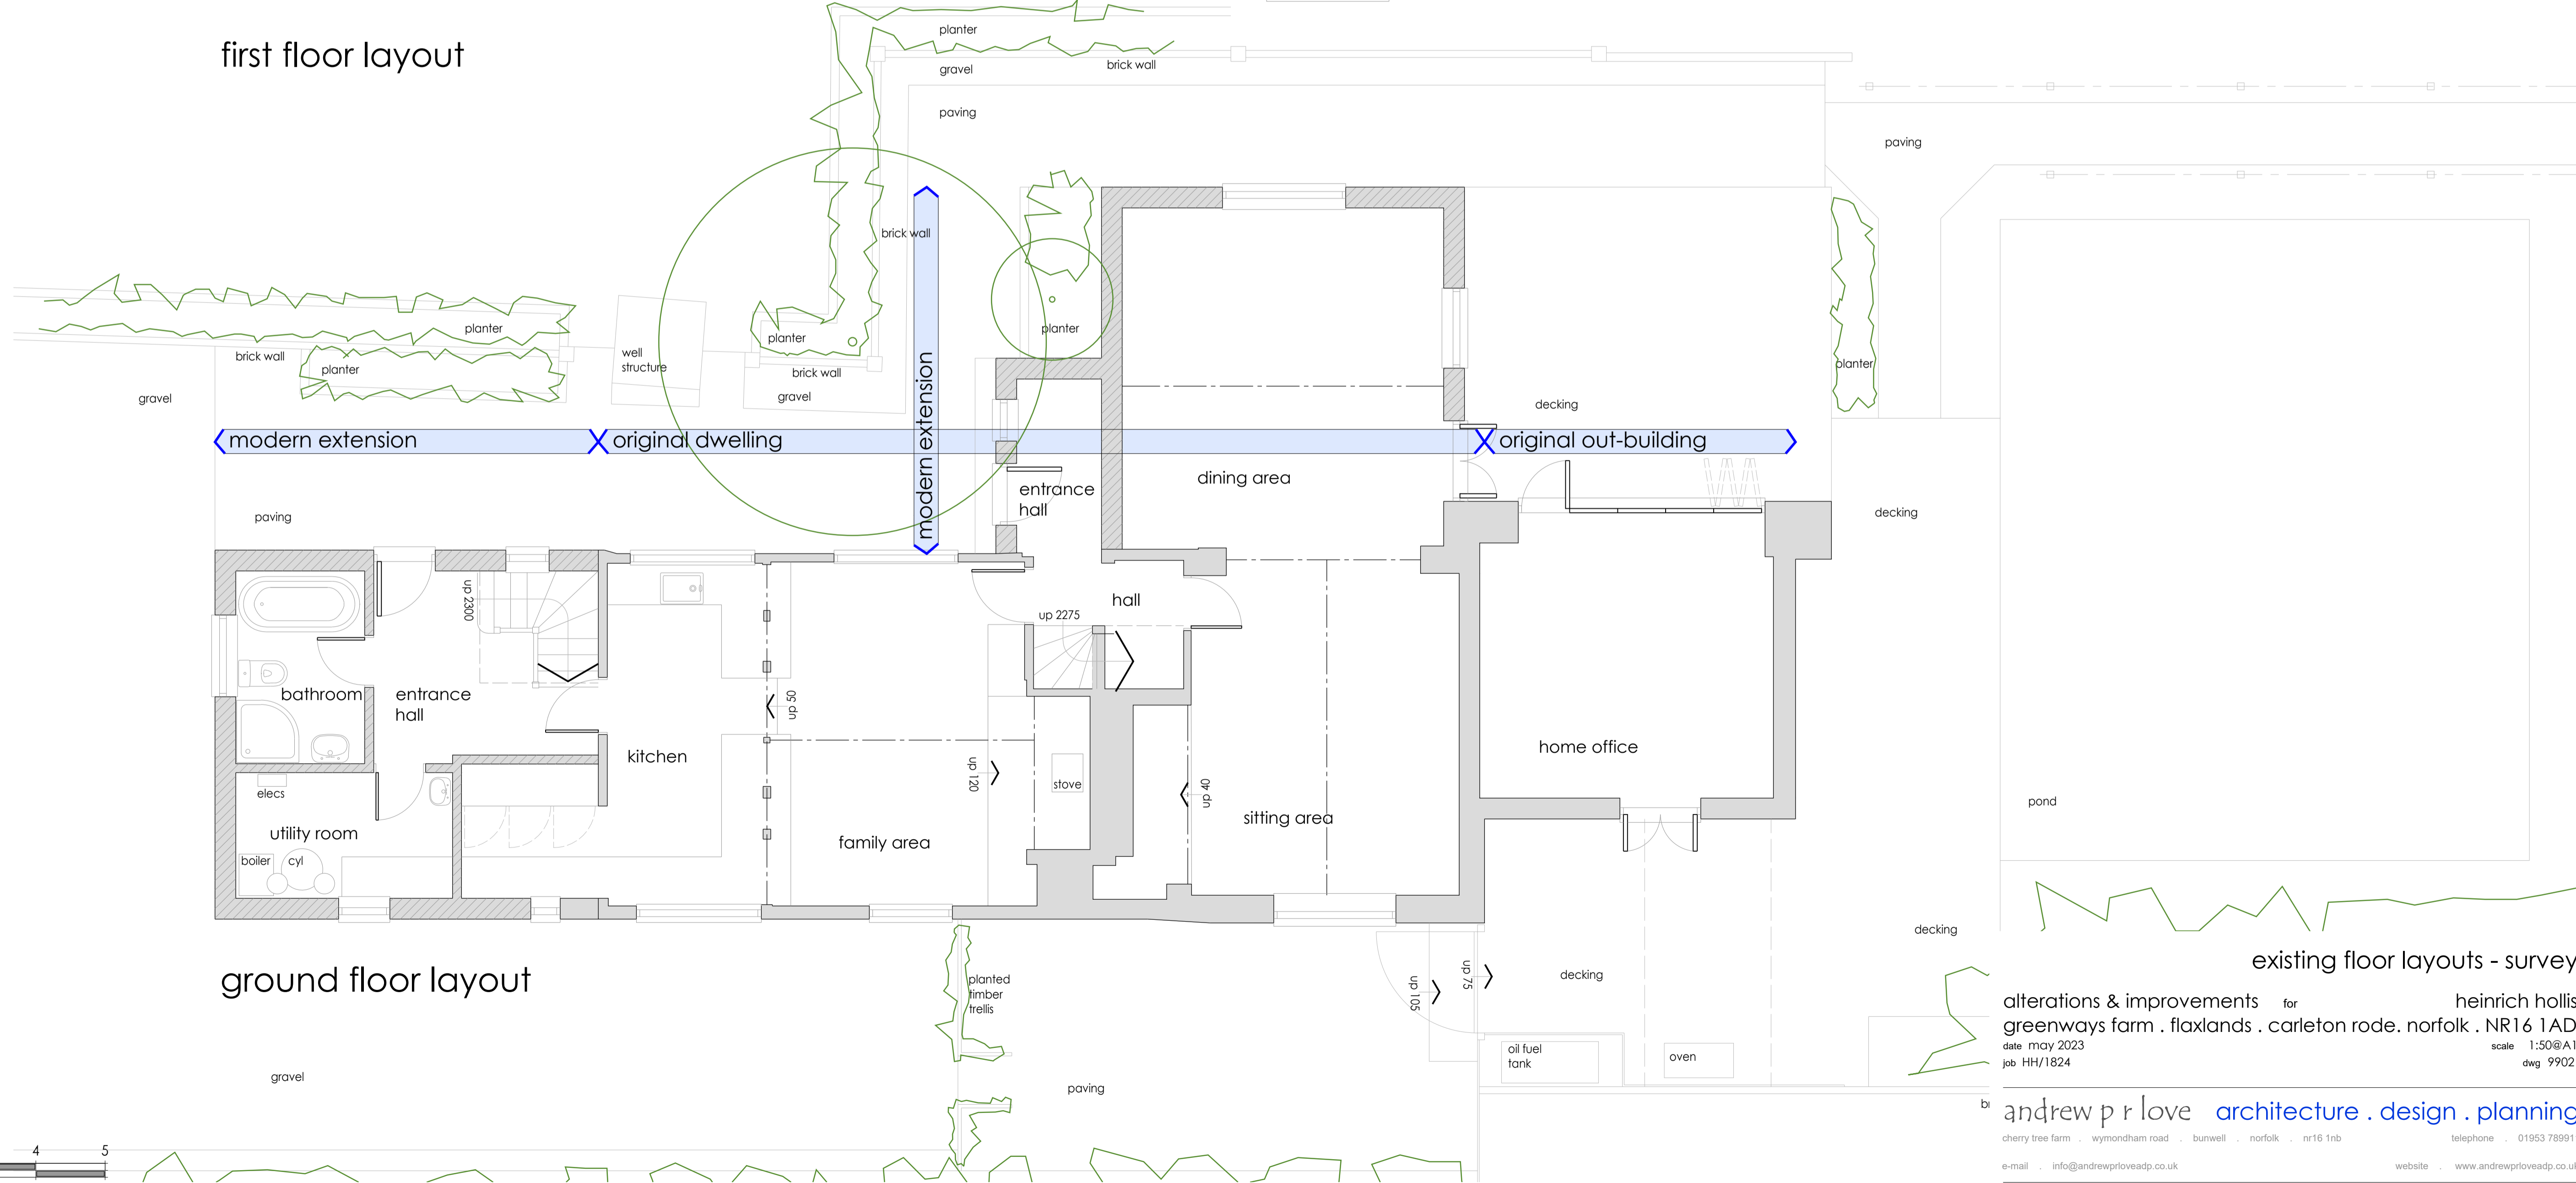 first floor layout
planter
gravel
brick wall
paving
paving
brick wall
planter
planter
planter
brick wall
planter
well
structure
brick wall
planter
gravel
gravel
decking
modern extension
original dwelling
modern extension
original out-building
dining area
entrance
hall
paving
decking
up 2300
hall
up 2275
bathroom
entrance
hall
up 50
kitchen
home office
up 120
stove
elecs
up 40
sitting area
pond
utility room
family area
boiler
cyl
decking
ground floor layout
planted
timber
trellis
up 105
up 75
decking
oil fuel
tank
oven
gravel
paving
4 5
existing floor layouts - survey
alterations & improvements for heinrich hollis
greenways farm . flaxlands . carleton rode. norfolk . NR16 1AD
date may 2023 scale 1:50@A1
job HH/1824 dwg 9902
andrew p r love architecture . design . planning
cherry tree farm . wymondham road . bunwell . norfolk . nr16 1nb telephone . 01953 78991
e-mail . info@andrewprloveadp.co.uk website . www.andrewprloveadp.co.uk